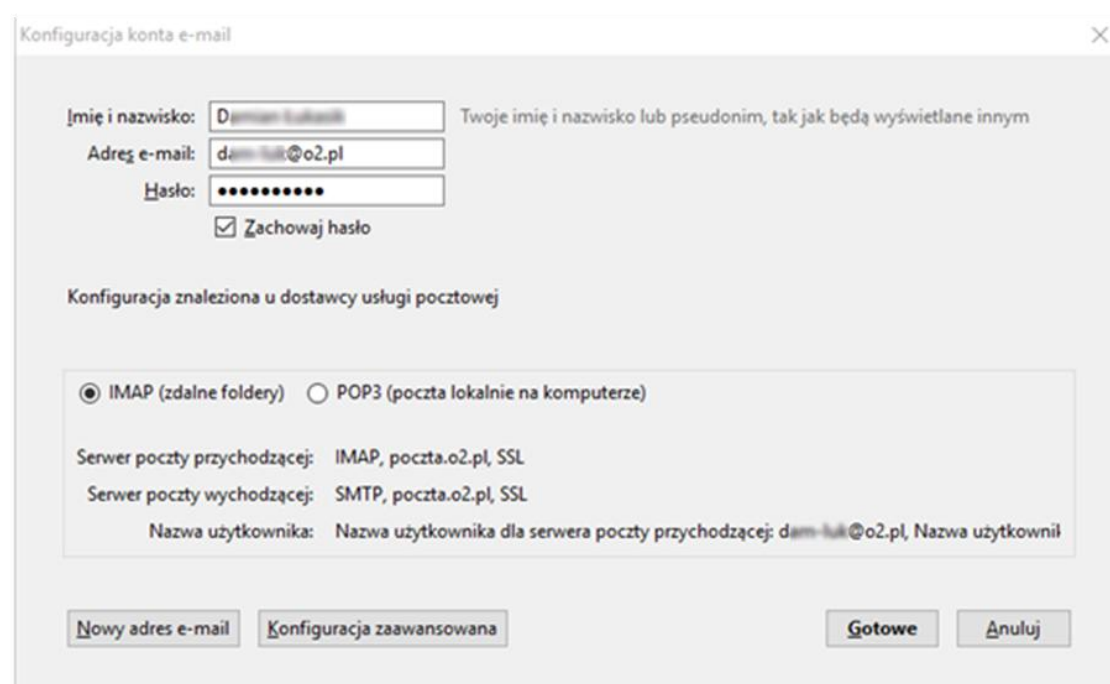 Konfiguracja konta e-mail
Imię i nazwisko: D Twoje imię i nazwisko lub pseudonim, tak jak będą wyświetlane innym
Adres e-mail: d @o2.pl
Hasło: ●●●●●●●●●●
Zachowaj hasło
Konfiguracja znaleziona u dostawcy usługi pocztowej
IMAP (zdalne foldery) POP3 (poczta lokalnie na komputerze)
Serwer poczty przychodzącej: IMAP, poczta.o2.pl, SSL
Serwer poczty wychodzącej: SMTP, poczta.o2.pl, SSL
Nazwa użytkownika: Nazwa użytkownika dla serwera poczty przychodzącej: d @o2.pl, Nazwa użytkownik
Nowy adres e-mail Konfiguracja zaawansowana Gotowe Anuluj